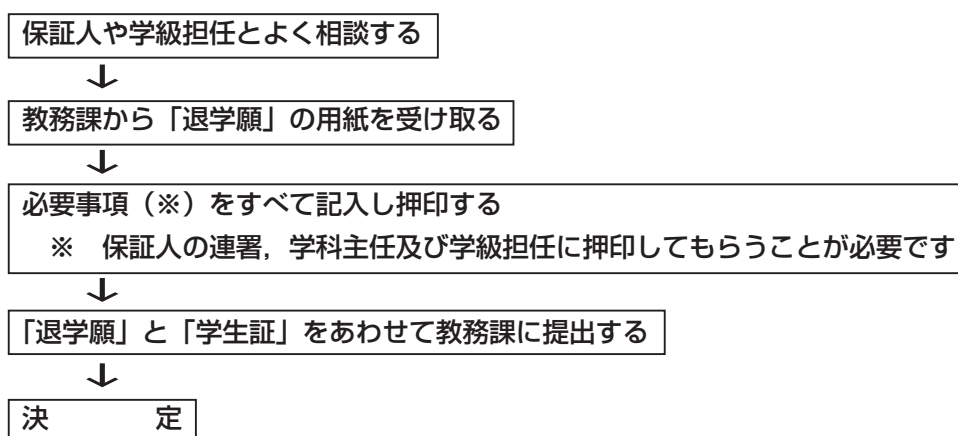 保証人や学級担任とよく相談する
教務課から「退学願」の用紙を受け取る
必要事項（※）をすべて記入し押印する
※　保証人の連署，学科主任及び学級担任に押印してもらうことが必要です
「退学願」と「学生証」をあわせて教務課に提出する
決　　　　　定